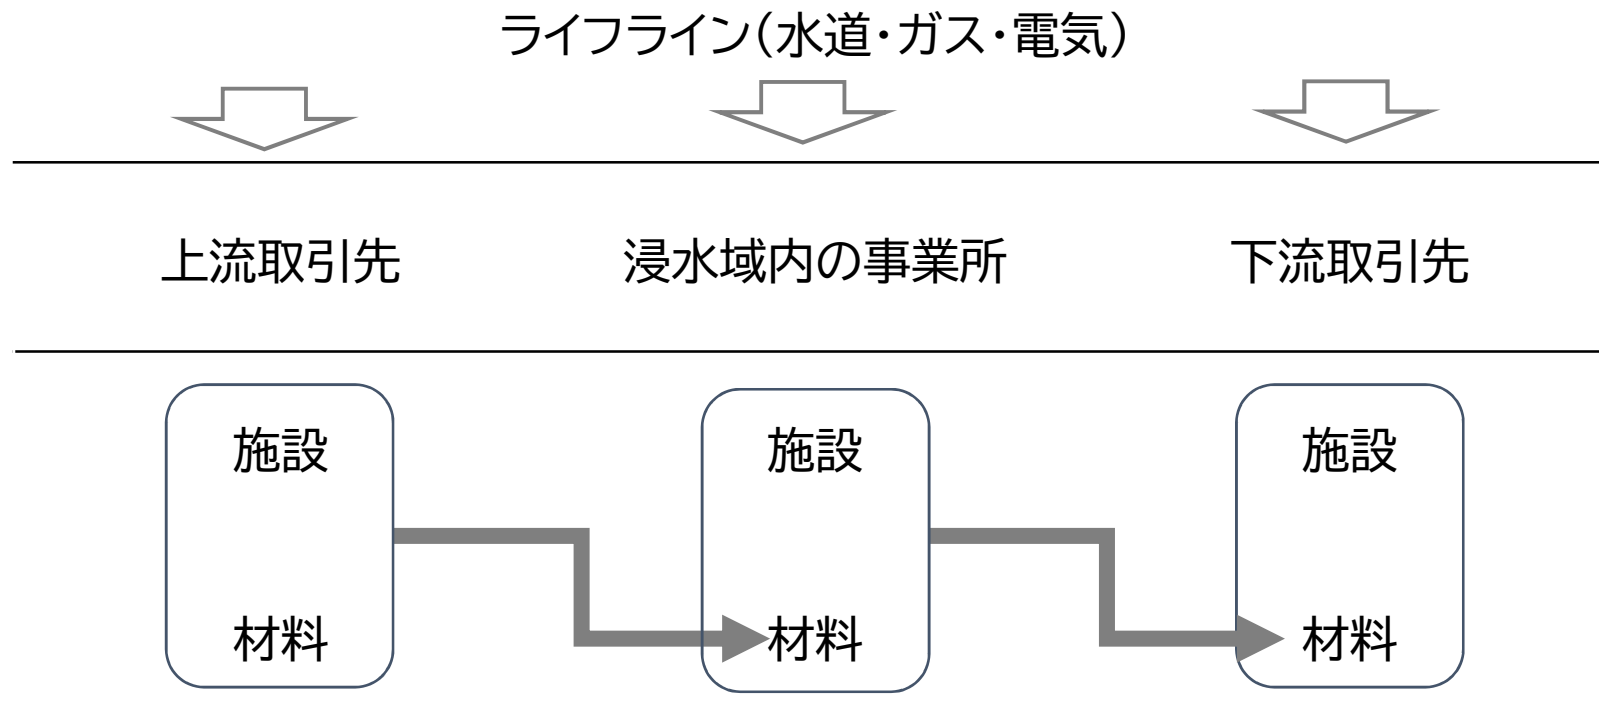 ライフライン(水道・ガス・電気)
上流取引先 浸水域内の事業所 下流取引先
施設 施設 施設
材料 材料 材料